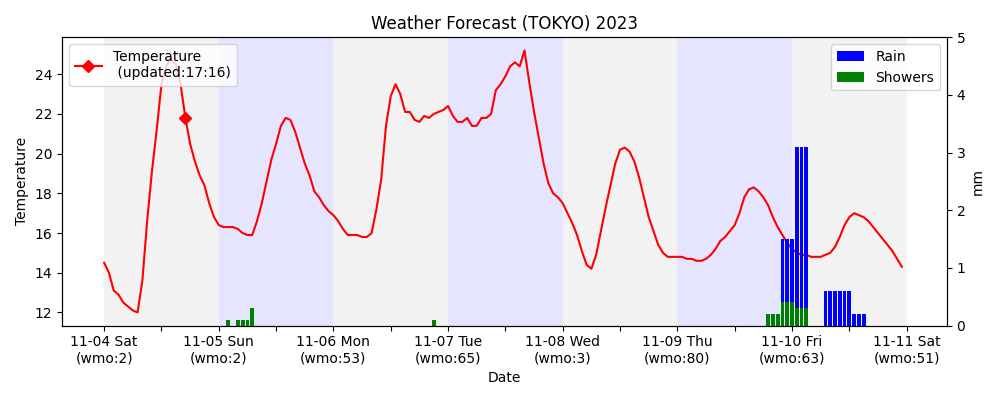 Weather Forecast (TOKYO) 2023
Temperature
(updated:17:16)
Rain
Showers
Temperature
24
22
20
18
16
14
12
5
4
3
2
1
0
mm
11-04 Sat
(wmo:2)
11-05 Sun
(wmo:2)
11-06 Mon
(wmo:53)
11-07 Tue
(wmo:65)
11-08 Wed
(wmo:3)
11-09 Thu
(wmo:80)
11-10 Fri
(wmo:63)
11-11 Sat
(wmo:51)
Date